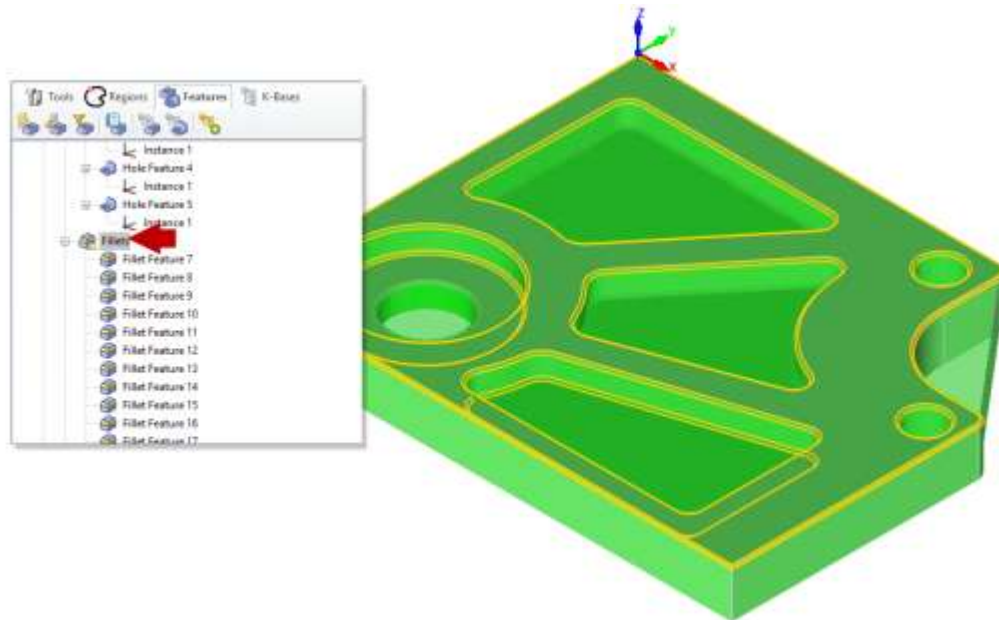 Tools Regions Features K-Bases
Instance 1
Hole Feature 4
Instance 1
Hole Feature 5
Instance 1
Fillets
Fillet Feature 7
Fillet Feature 8
Fillet Feature 9
Fillet Feature 10
Fillet Feature 11
Fillet Feature 12
Fillet Feature 13
Fillet Feature 14
Fillet Feature 15
Fillet Feature 16
Fillet Feature 17
Z
Y
X